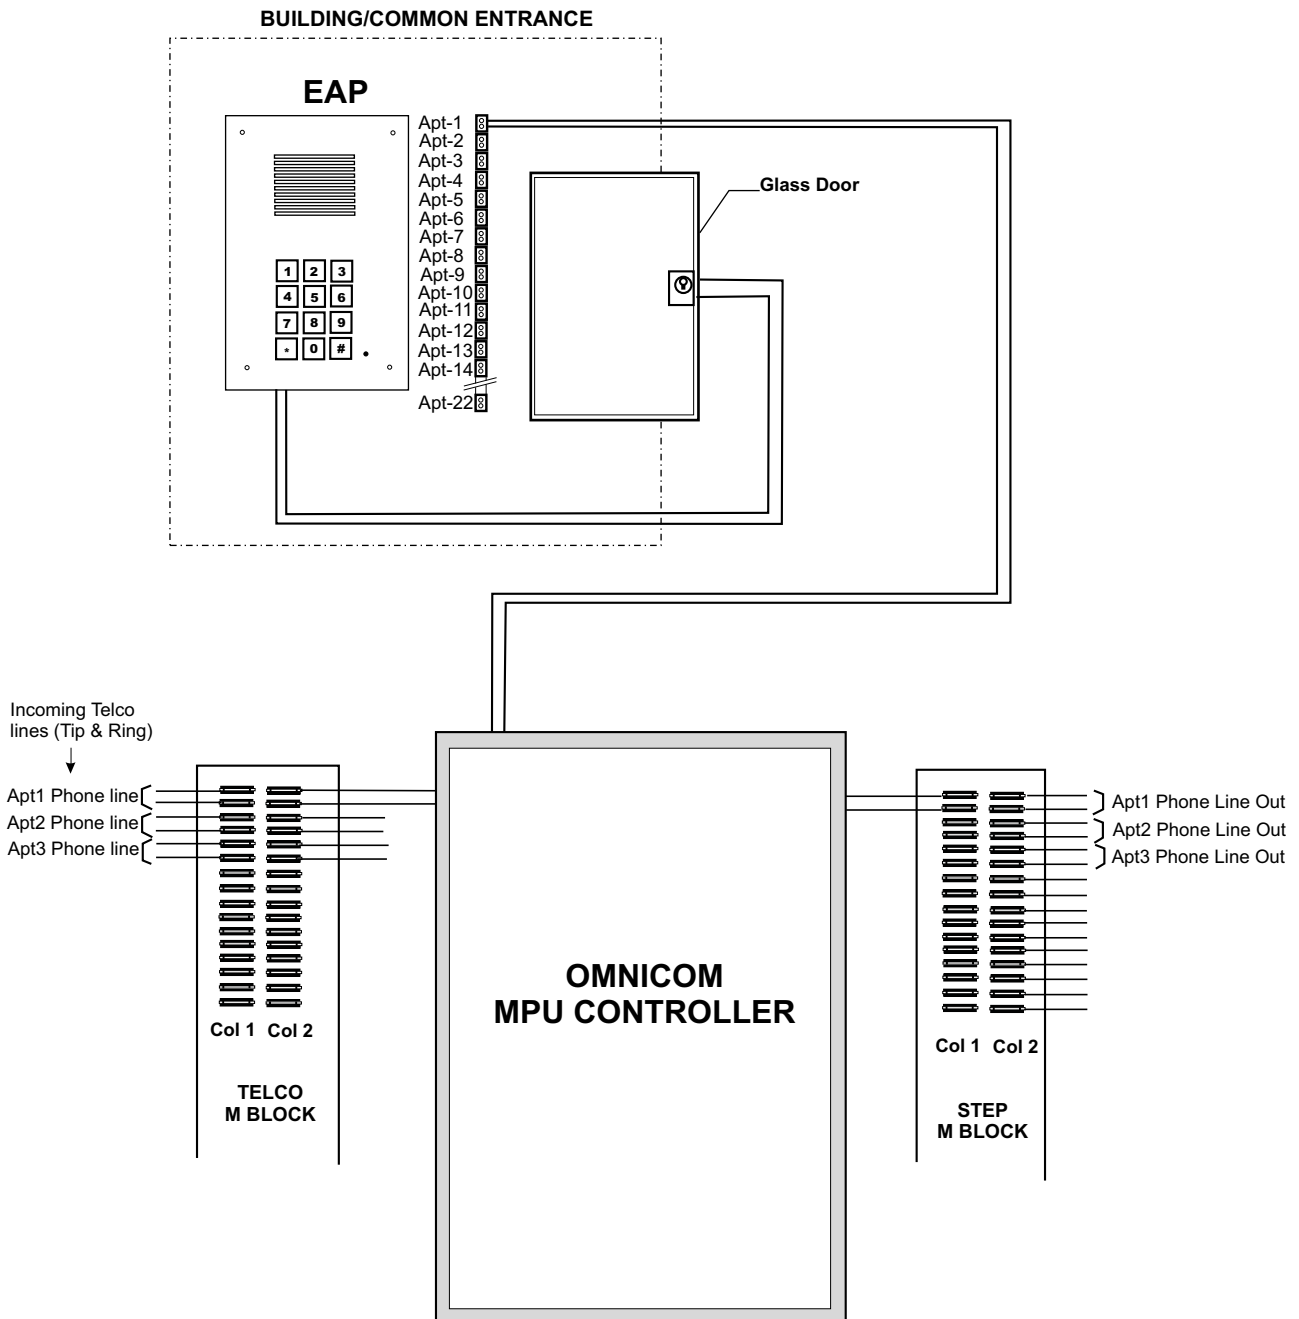 BUILDING/COMMON ENTRANCE
EAP
Apt-1
Apt-2
Apt-3
Apt-4
Apt-5
Apt-6
Apt-7
Apt-8
Apt-9
Apt-10
Apt-11
Apt-12
Apt-13
Apt-14
Apt-22
1 2 3
4 5 6
7 8 9
* 0 #
Glass Door
Incoming Telco
lines (Tip & Ring)
Apt1 Phone line
Apt2 Phone line
Apt3 Phone line
Col 1 Col 2
TELCO
M BLOCK
OMNICOM
MPU CONTROLLER
Apt1 Phone Line Out
Apt2 Phone Line Out
Apt3 Phone Line Out
Col 1 Col 2
STEP
M BLOCK